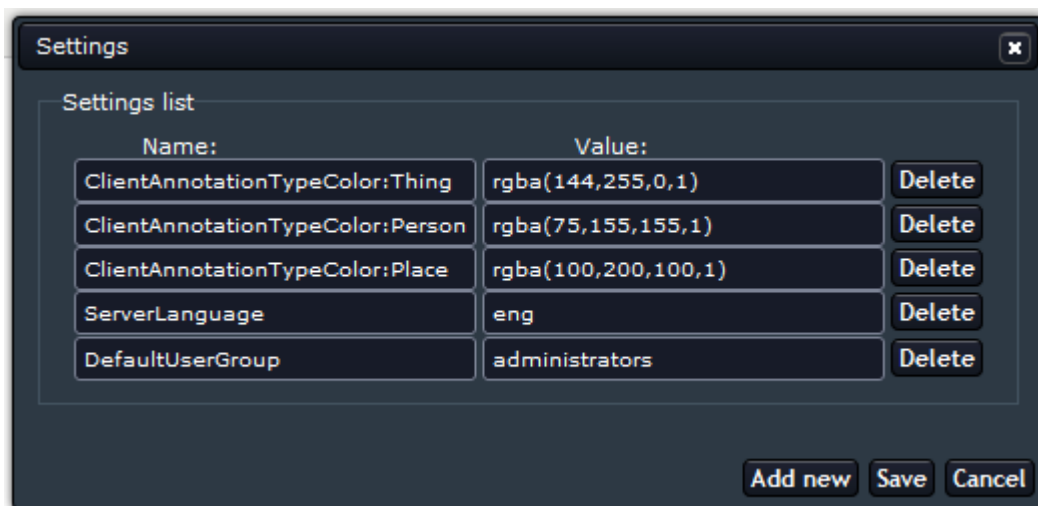 Settings
Settings list
Name: Value:
ClientAnnotationTypeColor:Thing rgba(144,255,0,1) Delete
ClientAnnotationTypeColor:Person rgba(75,155,155,1) Delete
ClientAnnotationTypeColor:Place rgba(100,200,100,1) Delete
ServerLanguage eng Delete
DefaultUserGroup administrators Delete
Add new Save Cancel